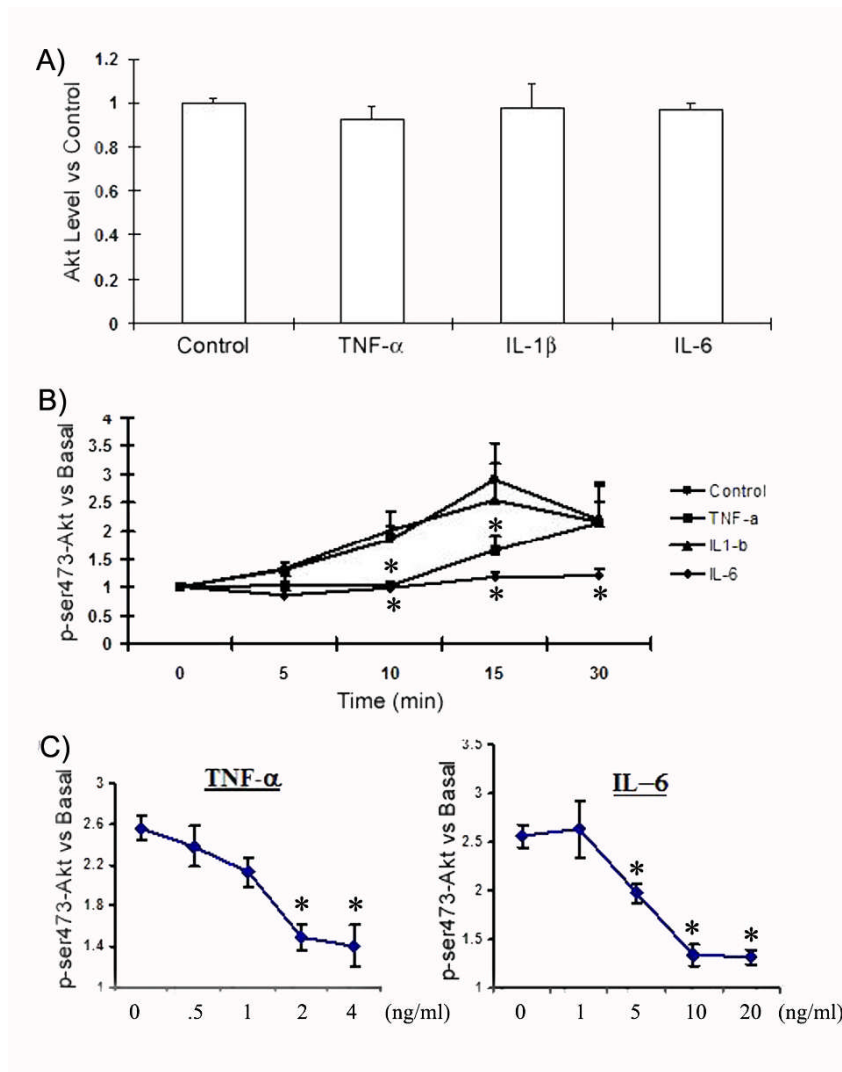 A)
Akt Level vs Control
1.2
1
0.8
0.6
0.4
0.2
0
Control TNF-α IL-1β IL-6
B)
p-ser473-Akt vs Basal
4
3.5
3
2.5
2
1.5
1
0.5
0
* *
* * *
0 5 10 15 30
Time (min)
Control
TNF-a
IL1-b
IL-6
C)
TNF-α
p-ser473-Akt vs Basal
3
2.6
2.2
1.8
1.4
1
* *
0 .5 1 2 4 (ng/ml)
IL-6
p-ser473-Akt vs Basal
3.5
3
2.5
2
1.5
1
* * *
0 1 5 10 20 (ng/ml)